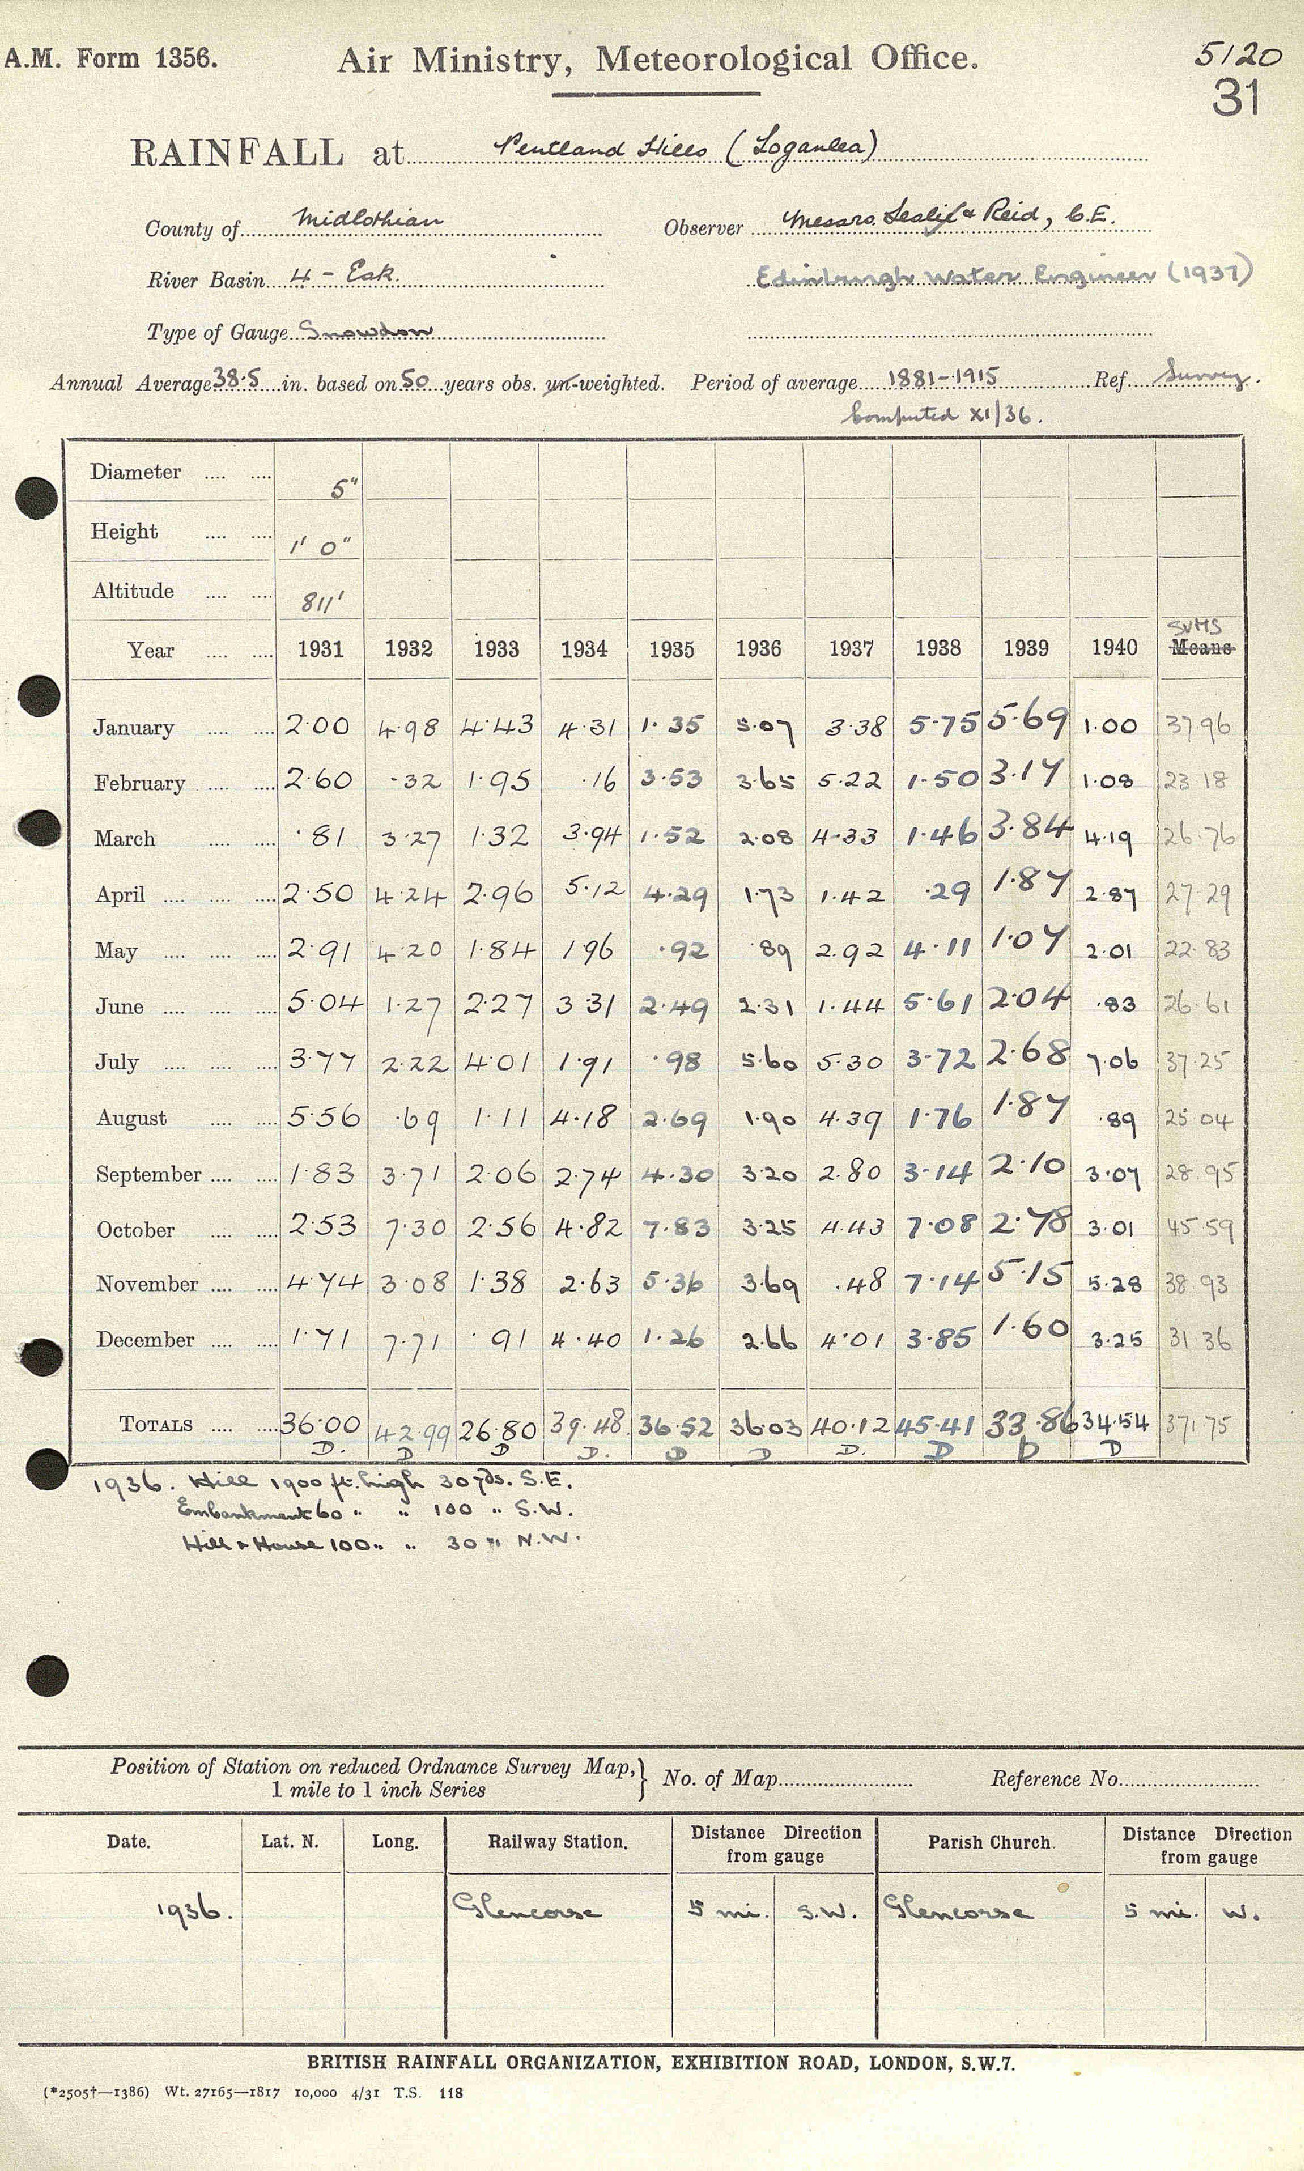 A.M. Form 1356. Air Ministry, Meteorological Office. 5120
31
RAINFALL at Pentland Hills (Loganlea)
County of Midlothian Observer Messrs. Leslie & Reid, C.E.
River Basin 4 - Esk. Edinburgh Water Engineer (1937)
Type of Gauge Snowdon
Annual Average 38.5 in. based on 50 years obs. un-weighted. Period of average 1881-1915 Ref. Survey.
Computed XI/36.
Diameter .... .... 5"
Height .... .... 1' 0"
Altitude .... .... 811'
SUMS
Year .... .... 1931 1932 1933 1934 1935 1936 1937 1938 1939 1940 Means
January .... .... 2.00 4.98 4.43 4.31 1.35 5.07 3.38 5.75 5.69 1.00 37.96
February .... .... 2.60 .32 1.95 .16 3.53 3.65 5.22 1.50 3.17 1.08 23.18
March .... .... .81 3.27 1.32 3.94 1.52 2.08 4.33 1.46 3.84 4.19 26.76
April .... .... .... 2.50 4.24 2.96 5.12 4.29 1.73 1.42 .29 1.87 2.87 27.29
May .... .... .... 2.91 4.20 1.84 1.96 .92 .89 2.92 4.11 1.07 2.01 22.83
June .... .... .... 5.04 1.27 2.27 3.31 2.49 2.31 1.44 5.61 2.04 .83 26.61
July .... .... .... 3.77 2.22 4.01 1.91 .98 5.60 5.30 3.72 2.68 7.06 37.25
August .... .... 5.56 .69 1.11 4.18 2.69 1.90 4.39 1.76 1.87 .89 25.04
September .... .... 1.83 3.71 2.06 2.74 4.30 3.20 2.80 3.14 2.10 3.07 28.95
October .... .... 2.53 7.30 2.56 4.82 7.83 3.25 4.43 7.08 2.78 3.01 45.59
November .... .... 4.74 3.08 1.38 2.63 5.36 3.69 .48 7.14 5.15 5.28 38.93
December .... .... 1.71 7.71 .91 4.40 1.26 2.66 4.01 3.85 1.60 3.25 31.36
TOTALS .... .... 36.00 42.99 26.80 39.48 36.52 36.03 40.12 45.41 33.86 34.54 371.75
D. D D D. D D D. D D D
1936. Hill 1900 ft. high 30 yds. S.E.
Embankment 60 " " 100 " S.W.
Hill & House 100 " " 30 " N.W.
Position of Station on reduced Ordnance Survey Map, } No. of Map Reference No.
1 mile to 1 inch Series
Date. Lat. N. Long. Railway Station. Distance Direction from gauge Parish Church. Distance Direction from gauge
1936. Glencorse 5 mi. S.W. Glencorse 5 mi. W.
BRITISH RAINFALL ORGANIZATION, EXHIBITION ROAD, LONDON, S.W.7.
(*2505†—1386) Wt. 27165—1817 10,000 4/31 T.S. 118